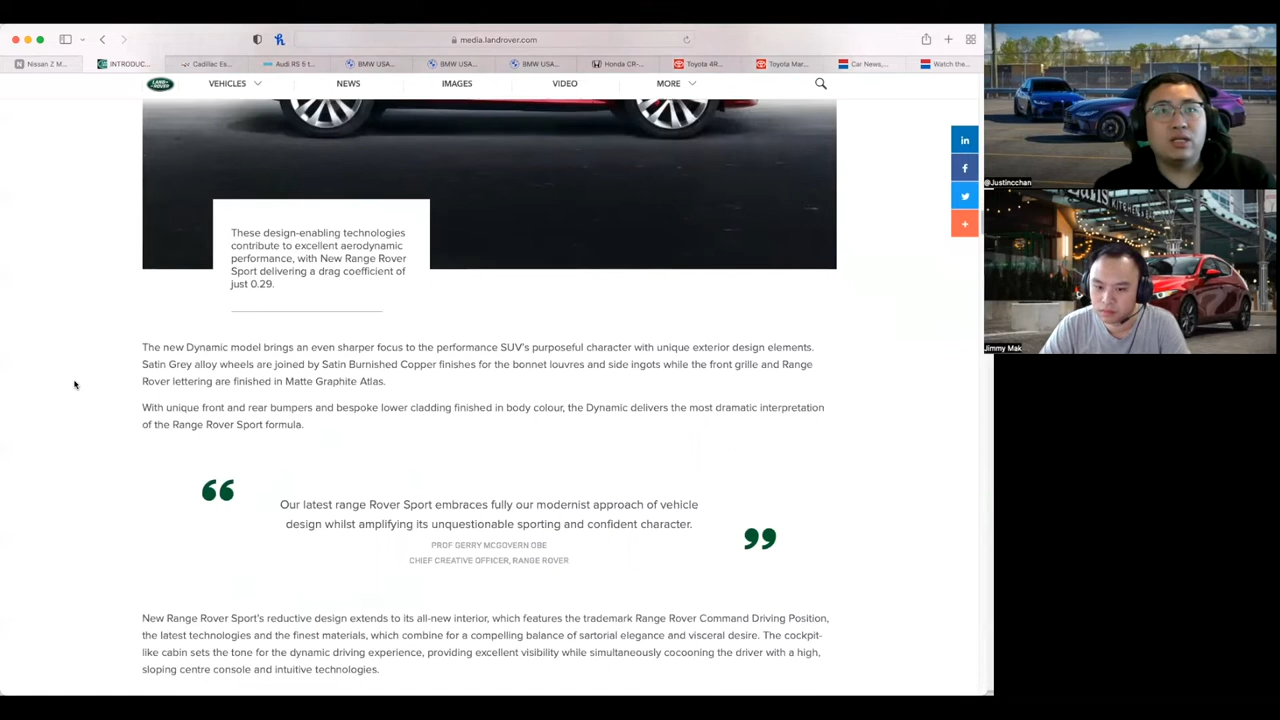 media.landrover.com
Nissan Z M...
INTRODUC...
Cadillac Es...
Audi RS 5 t...
BMW USA...
BMW USA...
BMW USA...
Honda CR-...
Toyota 4R...
Toyota Mar...
Car News,...
Watch the...
LAND ROVER
VEHICLES
NEWS
IMAGES
VIDEO
MORE
These design-enabling technologies
contribute to excellent aerodynamic
performance, with New Range Rover
Sport delivering a drag coefficient of
just 0.29.
The new Dynamic model brings an even sharper focus to the performance SUV's purposeful character with unique exterior design elements.
Satin Grey alloy wheels are joined by Satin Burnished Copper finishes for the bonnet louvres and side ingots while the front grille and Range
Rover lettering are finished in Matte Graphite Atlas.
With unique front and rear bumpers and bespoke lower cladding finished in body colour, the Dynamic delivers the most dramatic interpretation
of the Range Rover Sport formula.
“ Our latest range Rover Sport embraces fully our modernist approach of vehicle
design whilst amplifying its unquestionable sporting and confident character. ”
PROF GERRY MCGOVERN OBE
CHIEF CREATIVE OFFICER, RANGE ROVER
New Range Rover Sport's reductive design extends to its all-new interior, which features the trademark Range Rover Command Driving Position,
the latest technologies and the finest materials, which combine for a compelling balance of sartorial elegance and visceral desire. The cockpit-
like cabin sets the tone for the dynamic driving experience, providing excellent visibility while simultaneously cocooning the driver with a high,
sloping centre console and intuitive technologies.
in
f
@Justincchan
KITCHEN
Jimmy Mak